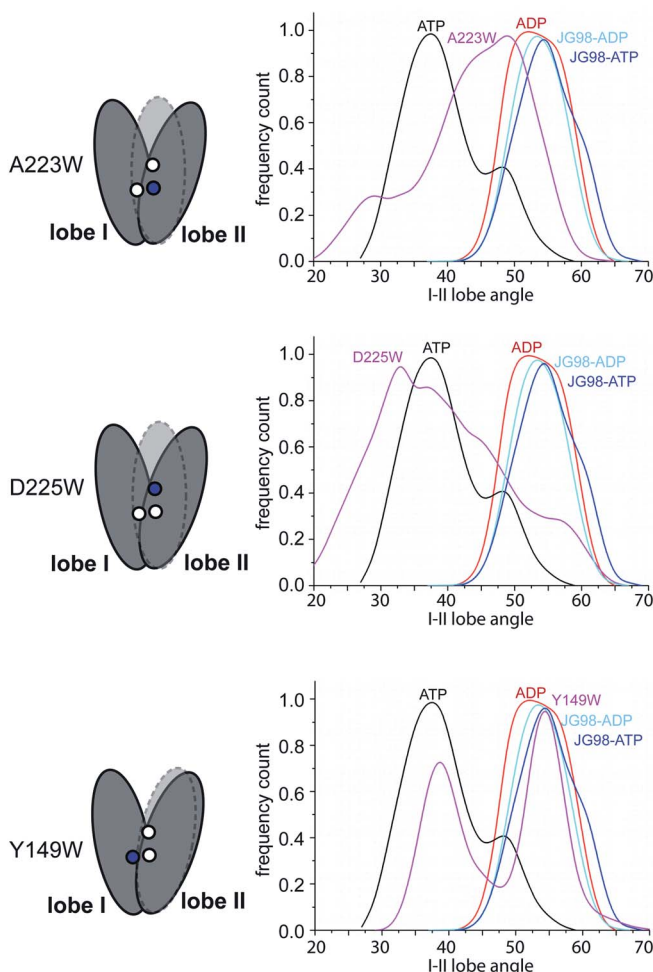 A223W
lobe I
lobe II
frequency count
1.0
0.8
0.6
0.4
0.2
0.0
ATP
A223W
ADP
JG98-ADP
JG98-ATP
20 30 40 50 60 70
I-II lobe angle
D225W
lobe I
lobe II
frequency count
1.0
0.8
0.6
0.4
0.2
0.0
D225W
ATP
ADP
JG98-ADP
JG98-ATP
20 30 40 50 60 70
I-II lobe angle
Y149W
lobe I
lobe II
frequency count
1.0
0.8
0.6
0.4
0.2
0.0
ATP
ADP
Y149W
JG98-ADP
JG98-ATP
20 30 40 50 60 70
I-II lobe angle